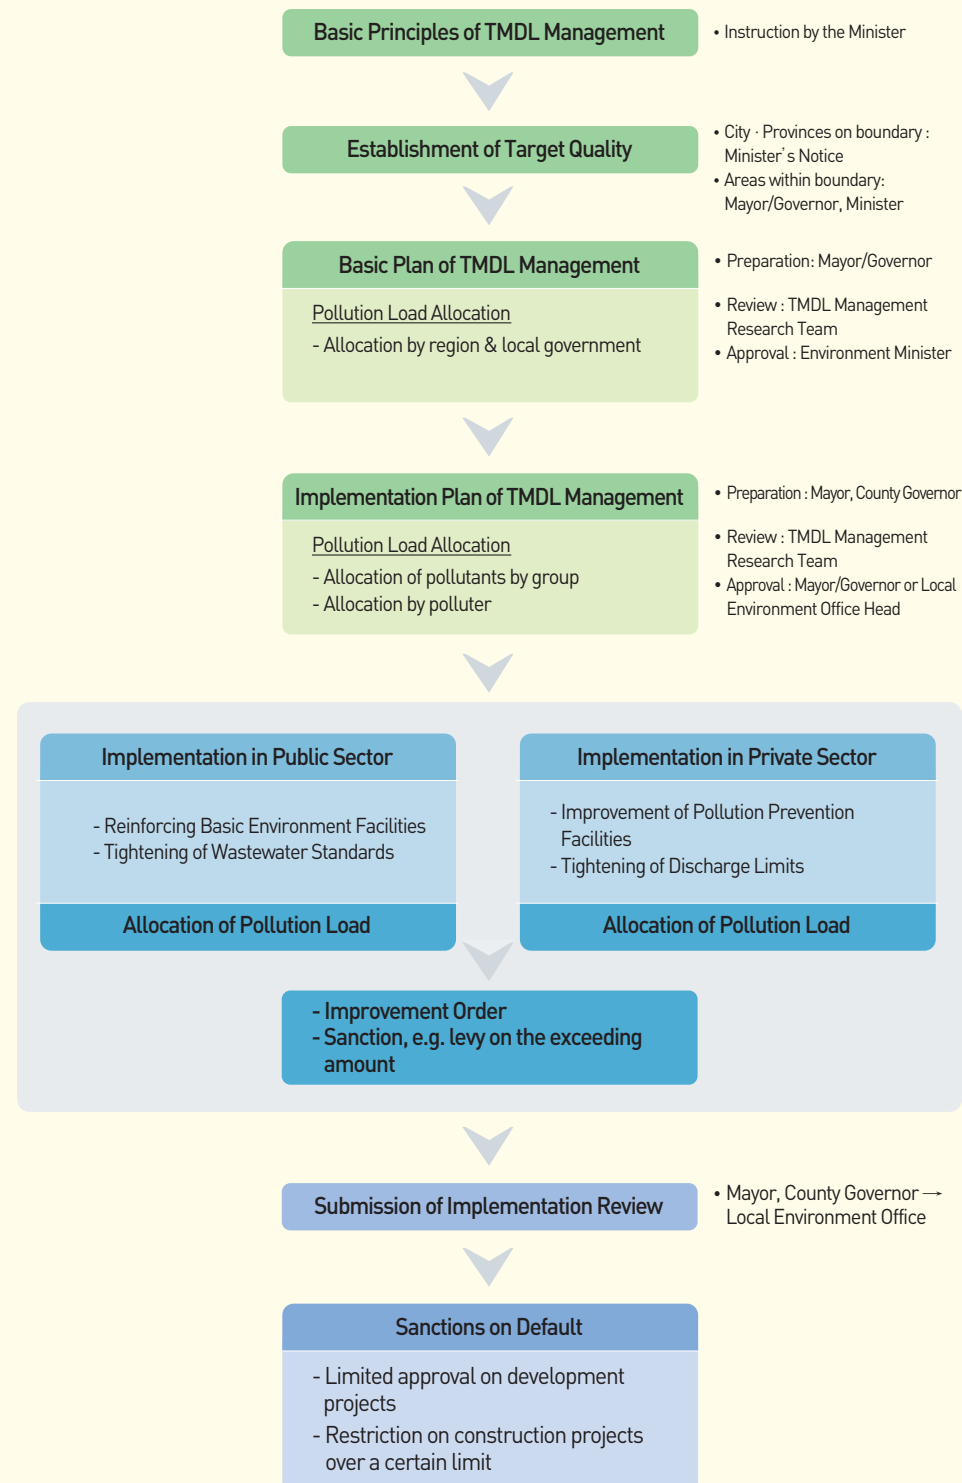 Basic Principles of TMDL Management
• Instruction by the Minister
Establishment of Target Quality
• City · Provinces on boundary :
Minister's Notice
• Areas within boundary:
Mayor/Governor, Minister
Basic Plan of TMDL Management
Pollution Load Allocation
- Allocation by region & local government
• Preparation: Mayor/Governor
• Review : TMDL Management
Research Team
• Approval : Environment Minister
Implementation Plan of TMDL Management
Pollution Load Allocation
- Allocation of pollutants by group
- Allocation by polluter
• Preparation : Mayor, County Governor
• Review : TMDL Management
Research Team
• Approval : Mayor/Governor or Local
Environment Office Head
Implementation in Public Sector
- Reinforcing Basic Environment Facilities
- Tightening of Wastewater Standards
Allocation of Pollution Load
Implementation in Private Sector
- Improvement of Pollution Prevention
Facilities
- Tightening of Discharge Limits
Allocation of Pollution Load
- Improvement Order
- Sanction, e.g. levy on the exceeding
amount
Submission of Implementation Review
• Mayor, County Governor →
Local Environment Office
Sanctions on Default
- Limited approval on development
projects
- Restriction on construction projects
over a certain limit